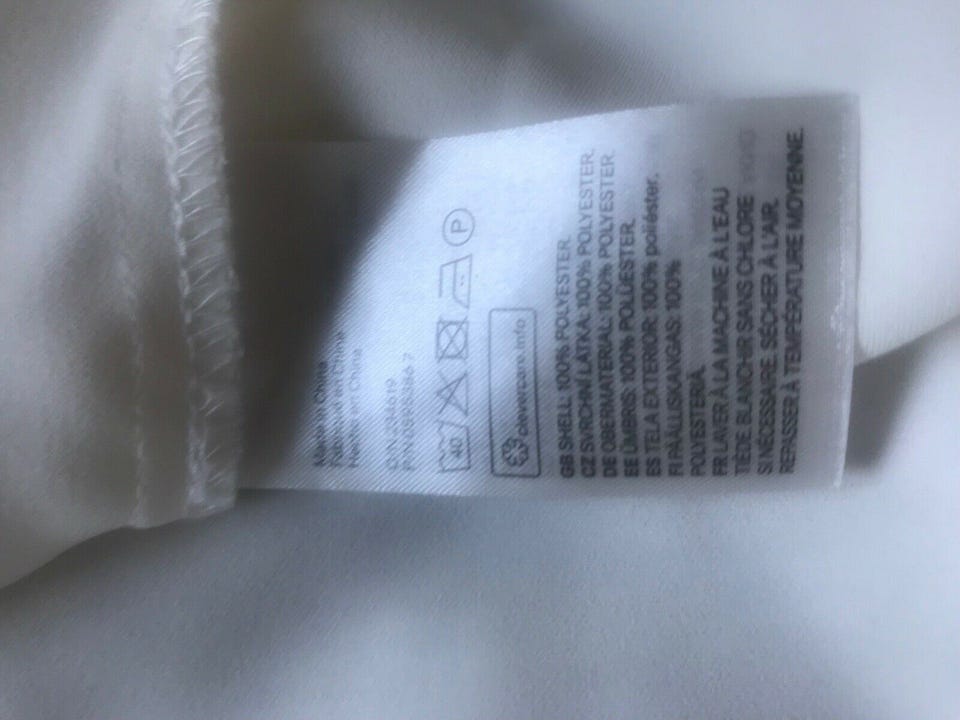 Made in China
Fabriqué en Chine
Hecho en China
40
P
clevercare.info
GB SHELL: 100% POLYESTER.
CZ SVRCHNÍ LÁTKA: 100% POLYESTER.
DE OBERMATERIAL: 100% POLYESTER.
EE ÜMBRIS: 100% POLÜESTER.
ES TELA EXTERIOR: 100% poliéster.
FI PÄÄLLISKANGAS: 100%
POLYESTERIÄ.
FR LAVER À LA MACHINE À L'EAU
TIÈDE BLANCHIR SANS CHLORE
SI NÉCESSAIRE, SÉCHER À L'AIR.
REPASSER À TEMPÉRATURE MOYENNE.